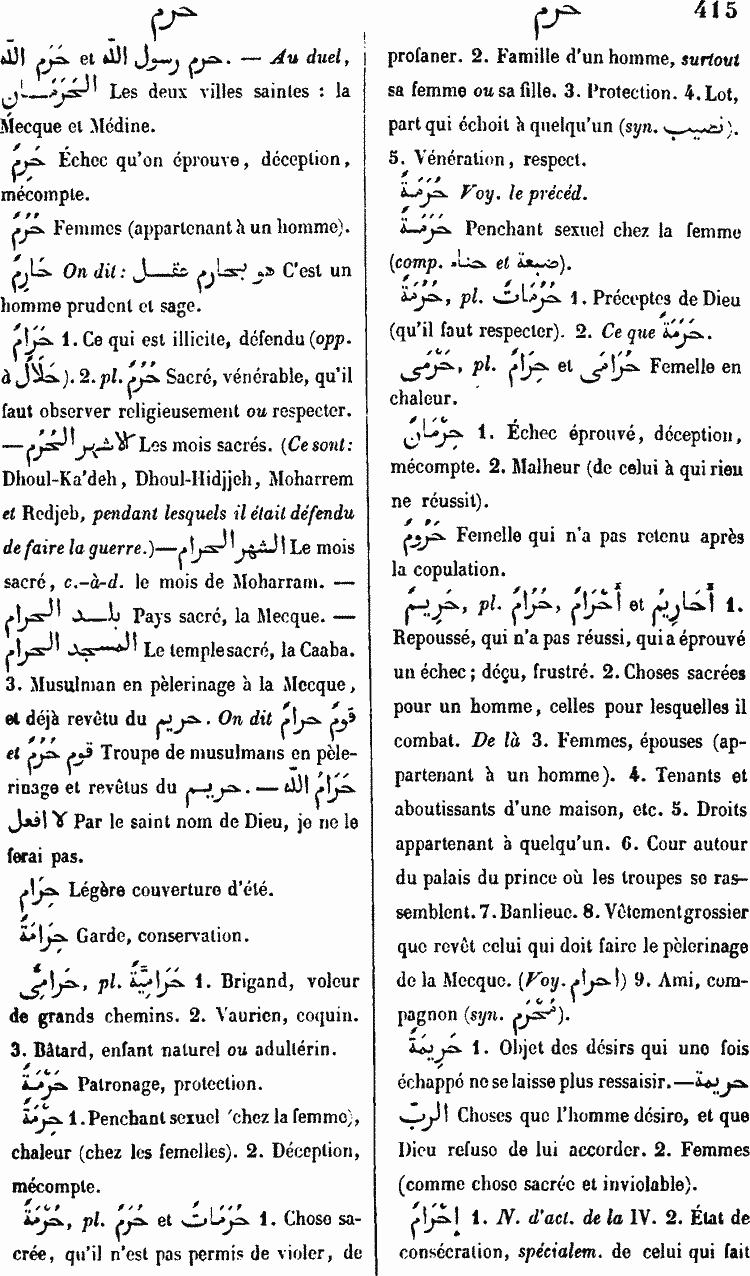 حرم
حرم
415
اللّٰه حَرَم et حرم رسول اللّٰه. — Au duel,
الحَرَمَــان Les deux villes saintes : la
Mecque et Médine.
حَرِمٌ Échec qu'on éprouve, déception,
mécompte.
حُرُمٌ Femmes (appartenant à un homme).
حَارِمٌ On dit : هو بحارم عقــل C'est un
homme prudent et sage.
حَرَامٌ 1. Ce qui est illicite, défendu (opp.
à حَلَالٌ). 2. pl. حُرُمٌ Sacré, vénérable, qu'il
faut observer religieusement ou respecter.
— الاشهر الحُرُم Les mois sacrés. (Ce sont :
Dhoul-Ka'deh, Dhoul-Hidjjeh, Moharrem
et Redjeb, pendant lesquels il était défendu
de faire la guerre.) — الشهر الحرام Le mois
sacré, c.-à-d. le mois de Moharram. —
بلــد الحرام Pays sacré, la Mecque. —
المسجد الحرام Le temple sacré, la Caaba.
3. Musulman en pèlerinage à la Mecque,
et déjà revêtu du حريم. On dit قومٌ حرامٌ
et قوم حُرُمٌ Troupe de musulmans en pèle-
rinage et revêtus du حريــم. — حَرَامُ اللّٰه
لا افعل Par le saint nom de Dieu, je ne le
ferai pas.
حِرَام Légère couverture d'été.
حِرَامَةٌ Garde, conservation.
حَرَامِيٌّ, pl. حَرَامِيَّةٌ 1. Brigand, voleur
de grands chemins. 2. Vaurien, coquin.
3. Bâtard, enfant naturel ou adultérin.
حَرْمَــةٌ Patronage, protection.
حِرْمَةٌ 1. Penchant sexuel (chez la femme),
chaleur (chez les femelles). 2. Déception,
mécompte.
حُرْمَةٌ, pl. حُرَمٌ et حُرُمَاتٌ 1. Chose sa-
crée, qu'il n'est pas permis de violer, de
profaner. 2. Famille d'un homme, surtout
sa femme ou sa fille. 3. Protection. 4. Lot,
part qui échoit à quelqu'un (syn. نصيب).
5. Vénération, respect.
حُرَمَةٌ Voy. le précéd.
حَرَمَــةٌ Penchant sexuel chez la femme
(comp. حناء et ضبعة).
حُرُمَةٌ, pl. حُرُمَاتٌ 1. Préceptes de Dieu
(qu'il faut respecter). 2. Ce que حُرْمَةٌ.
حَرْمَى, pl. حِرَامٌ et حُرَامَى Femelle en
chaleur.
حِرْمَانٌ 1. Échec éprouvé, déception,
mécompte. 2. Malheur (de celui à qui rien
ne réussit).
حَرُومٌ Femelle qui n'a pas retenu après
la copulation.
حَرِيــمٌ, pl. حُرُمٌ, أَحْرَامٌ et أَحَارِيمُ 1.
Repoussé, qui n'a pas réussi, qui a éprouvé
un échec ; déçu, frustré. 2. Choses sacrées
pour un homme, celles pour lesquelles il
combat. De là 3. Femmes, épouses (ap-
partenant à un homme). 4. Tenants et
aboutissants d'une maison, etc. 5. Droits
appartenant à quelqu'un. 6. Cour autour
du palais du prince où les troupes se ras-
semblent. 7. Banlieue. 8. Vêtement grossier
que revêt celui qui doit faire le pèlerinage
de la Mecque. (Voy. احرام) 9. Ami, com-
pagnon (syn. مُحْرَم).
حَرِيمَةٌ 1. Objet des désirs qui une fois
échappé ne se laisse plus ressaisir. — حريمة
الربّ Choses que l'homme désire, et que
Dieu refuse de lui accorder. 2. Femmes
(comme chose sacrée et inviolable).
إِحْرَامٌ 1. N. d'act. de la IV. 2. État de
consécration, spécialem. de celui qui fait